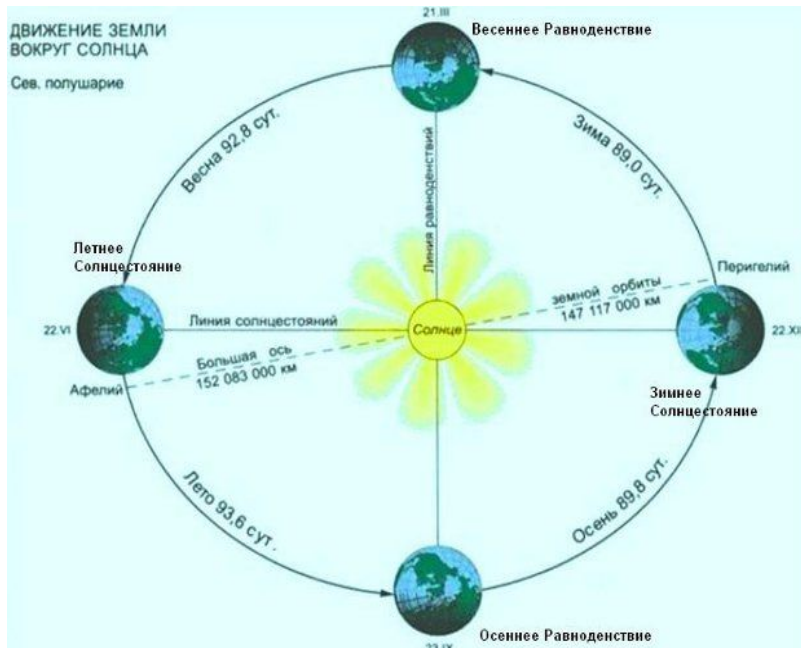 ДВИЖЕНИЕ ЗЕМЛИ
ВОКРУГ СОЛНЦА
Сев. полушарие
21.III
Весеннее Равноденствие
Весна 92,8 сут.
Зима 89,0 сут.
Линия равноденствий
Летнее
Солнцестояние
Перигелий
22.VI
Линия солнцестояний
Солнце
земной орбиты
147 117 000 км
22.XII
Большая ось
152 083 000 км
Афелий
Зимнее
Солнцестояние
Лето 93,6 сут.
Осень 89,8 сут.
Осеннее Равноденствие